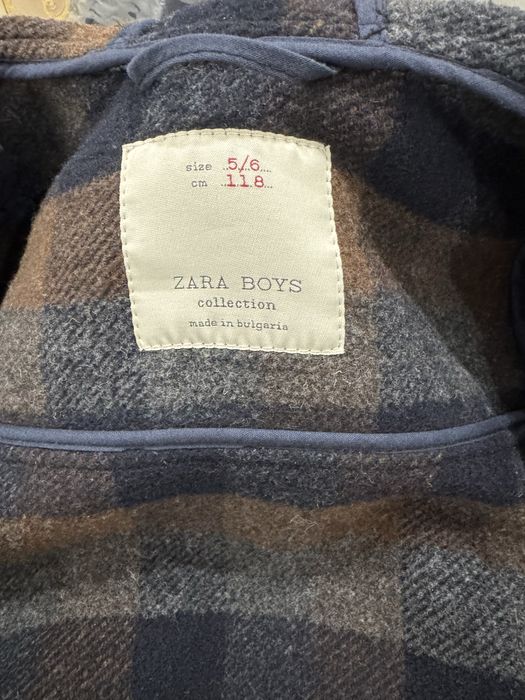 size 5/6
cm 118
ZARA BOYS
collection
made in bulgaria